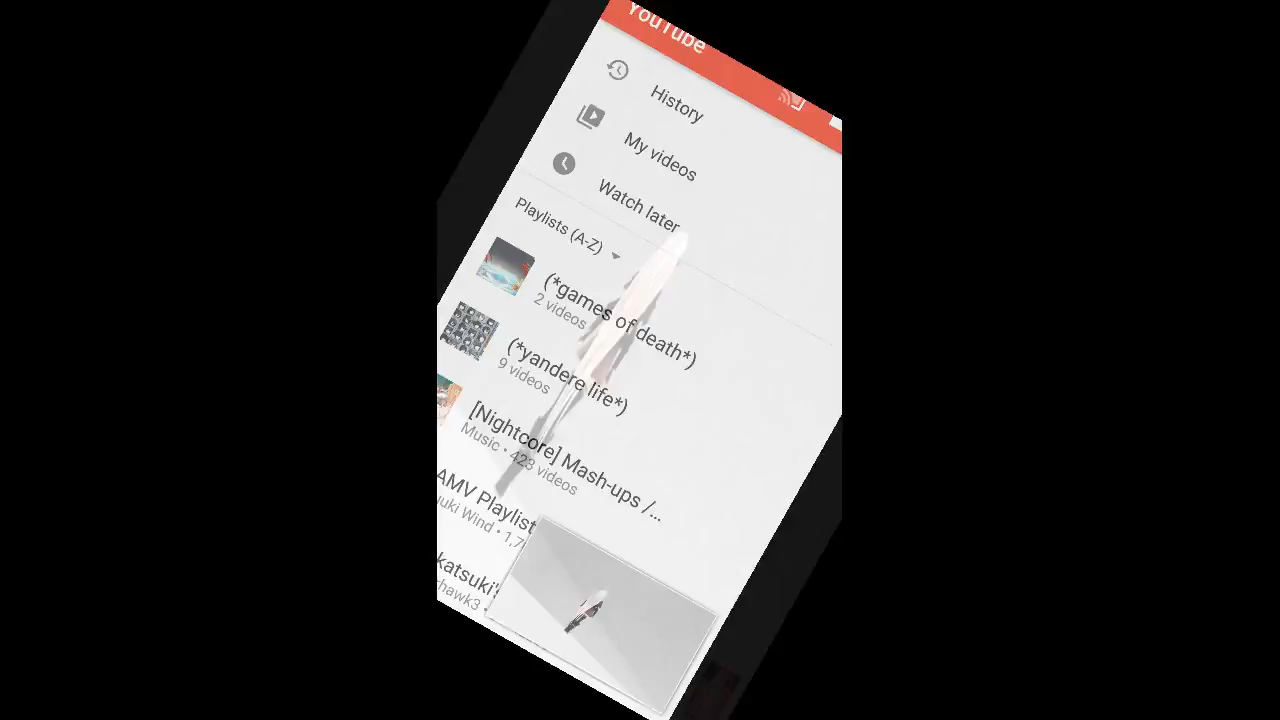 YouTube
History
My videos
Watch later
Playlists (A-Z)
(*games of death*)
2 videos
(*yandere life*)
9 videos
[Nightcore] Mash-ups /...
Music • 423 videos
AMV Playlist
uki Wind • 1,7
katsuki'
hawk3 •